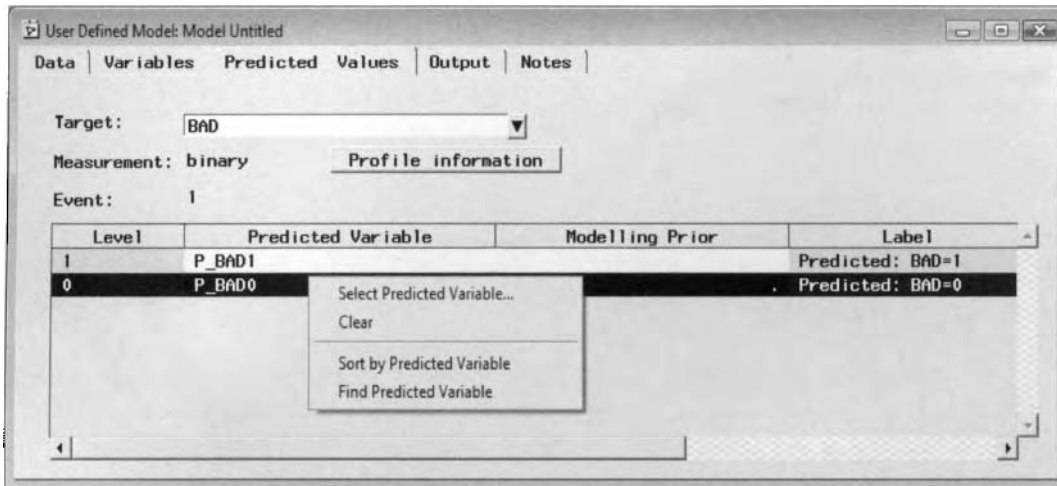 User Defined Model: Model Untitled
Data Variables Predicted Values Output Notes
Target: BAD
Measurement: binary Profile information
Event: 1
Level Predicted Variable Modelling Prior Label
1 P_BAD1 Predicted: BAD=1
0 P_BAD0 . Predicted: BAD=0
Select Predicted Variable...
Clear
Sort by Predicted Variable
Find Predicted Variable